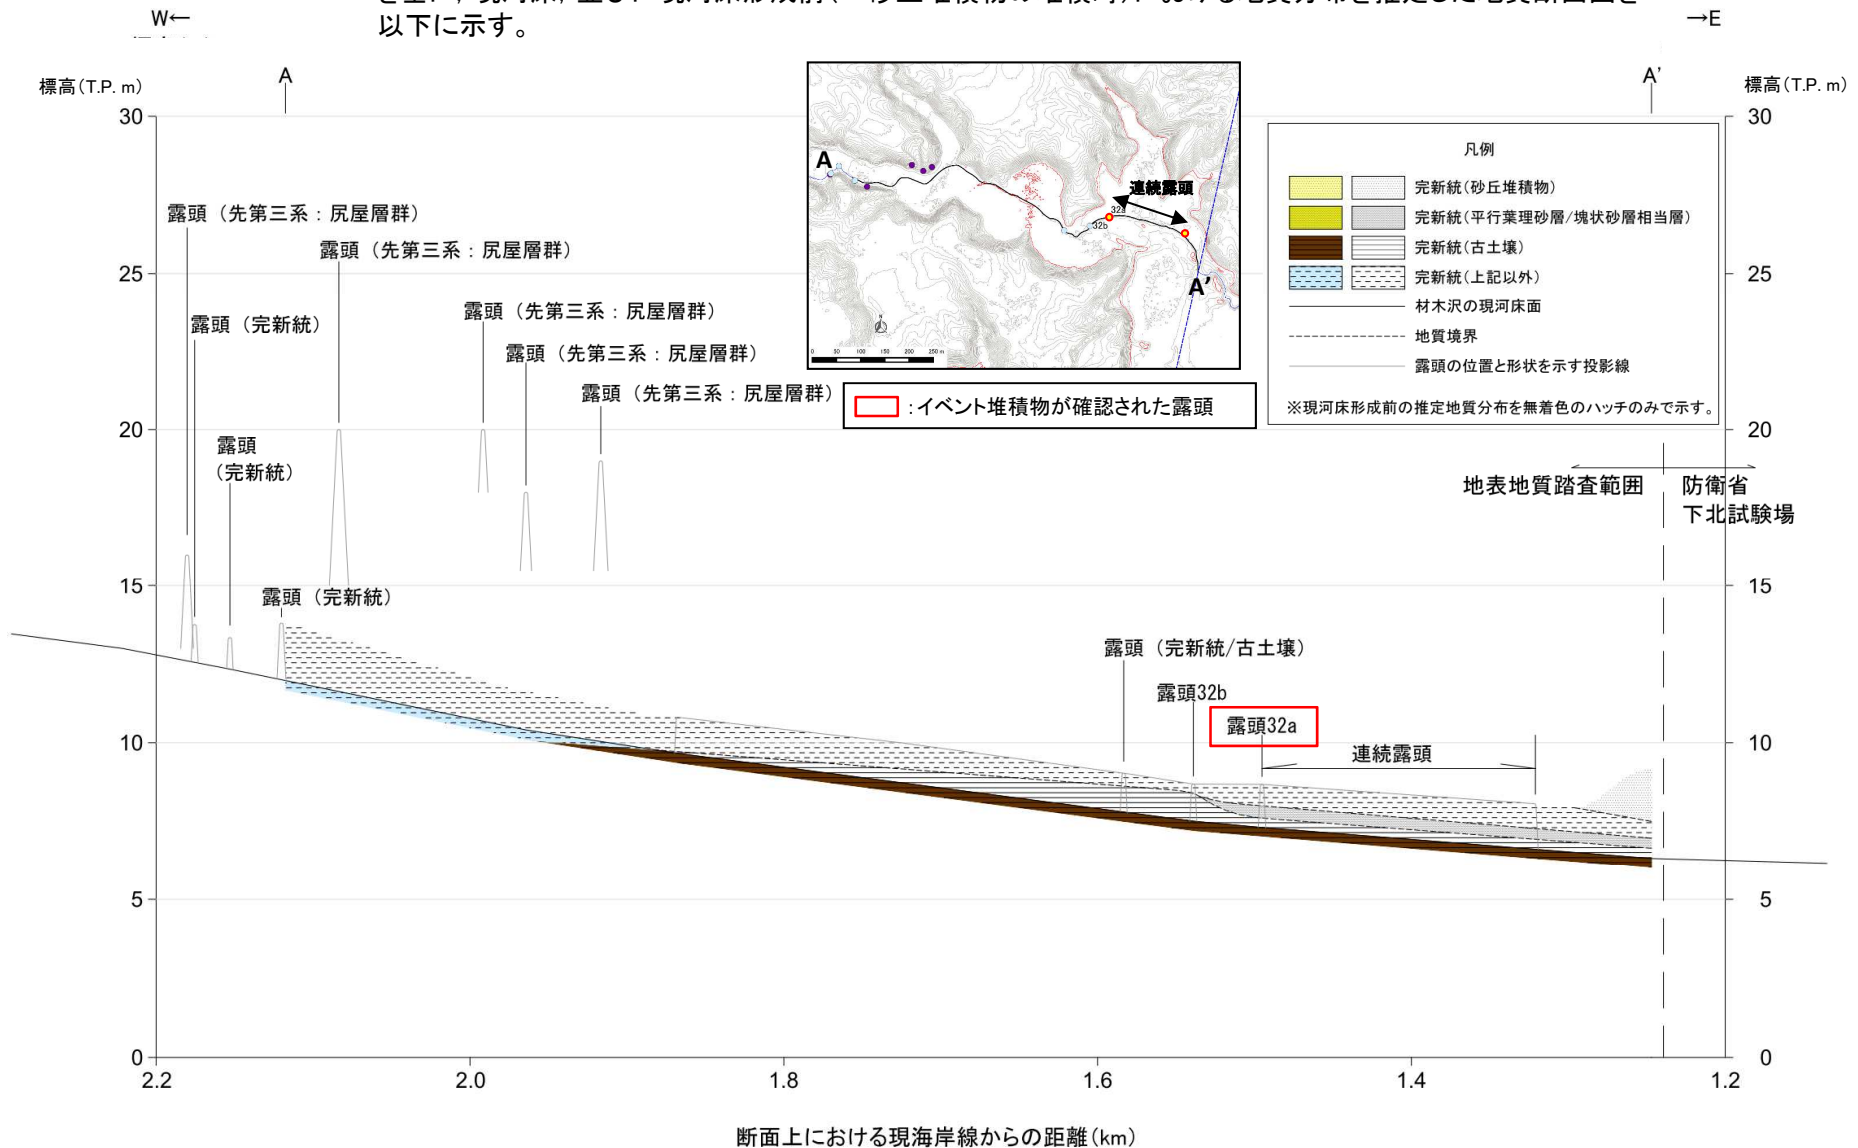 以下に示す。
W←
→E
標高(T.P. m)
A
A'
標高(T.P. m)
30
25
20
15
10
5
0
30
25
20
15
10
5
0
露頭（先第三系：尻屋層群）
露頭（先第三系：尻屋層群）
露頭（完新統）
露頭（先第三系：尻屋層群）
露頭（先第三系：尻屋層群）
露頭（先第三系：尻屋層群）
露頭
（完新統）
露頭（完新統）
A
連続露頭
32a
32b
A'
N
0 50 100 150 200 250 m
:イベント堆積物が確認された露頭
凡例
完新統(砂丘堆積物)
完新統(平行葉理砂層/塊状砂層相当層)
完新統(古土壌)
完新統(上記以外)
材木沢の現河床面
地質境界
露頭の位置と形状を示す投影線
※現河床形成前の推定地質分布を無着色のハッチのみで示す。
地表地質踏査範囲
防衛省
下北試験場
露頭（完新統/古土壌）
露頭32b
露頭32a
連続露頭
2.2
2.0
1.8
1.6
1.4
1.2
断面上における現海岸線からの距離(km)